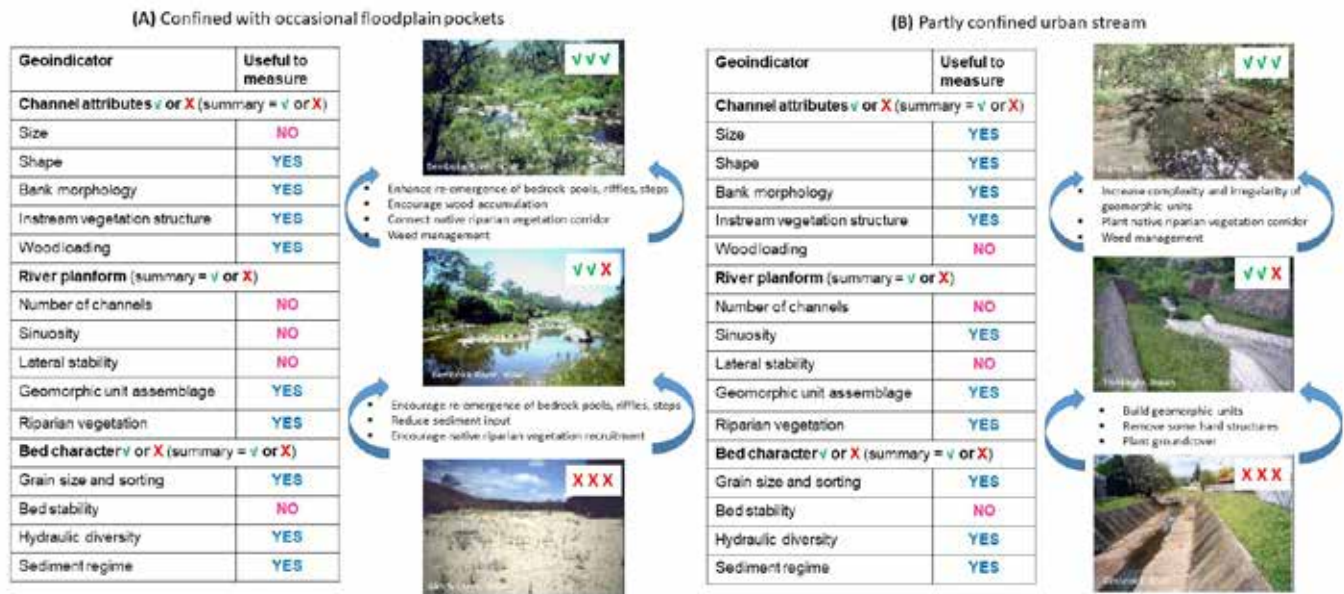 (A) Confined with occasional floodplain pockets
Geoindicator Useful to measure
Channel attributes √ or X (summary = √ or X)
Size NO
Shape YES
Bank morphology YES
Instream vegetation structure YES
Wood loading YES
River planform (summary = √ or X)
Number of channels NO
Sinuosity NO
Lateral stability NO
Geomorphic unit assemblage YES
Riparian vegetation YES
Bed character √ or X (summary = √ or X)
Grain size and sorting YES
Bed stability NO
Hydraulic diversity YES
Sediment regime YES
√ √ √
• Enhance re-emergence of bedrock pools, riffles, steps
• Encourage wood accumulation
• Connect native riparian vegetation corridor
• Weed management
√ √ X
• Encourage re-emergence of bedrock pools, riffles, steps
• Reduce sediment input
• Encourage native riparian vegetation recruitment
X X X
(B) Partly confined urban stream
Geoindicator Useful to measure
Channel attributes √ or X (summary = √ or X)
Size YES
Shape YES
Bank morphology YES
Instream vegetation structure YES
Wood loading NO
River planform (summary = √ or X)
Number of channels NO
Sinuosity YES
Lateral stability NO
Geomorphic unit assemblage YES
Riparian vegetation YES
Bed character √ or X (summary = √ or X)
Grain size and sorting YES
Bed stability NO
Hydraulic diversity YES
Sediment regime YES
√ √ √
• Increase complexity and irregularity of
geomorphic units
• Plant native riparian vegetation corridor
• Weed management
√ √ X
• Build geomorphic units
• Remove some hard structures
• Plant groundcover
X X X